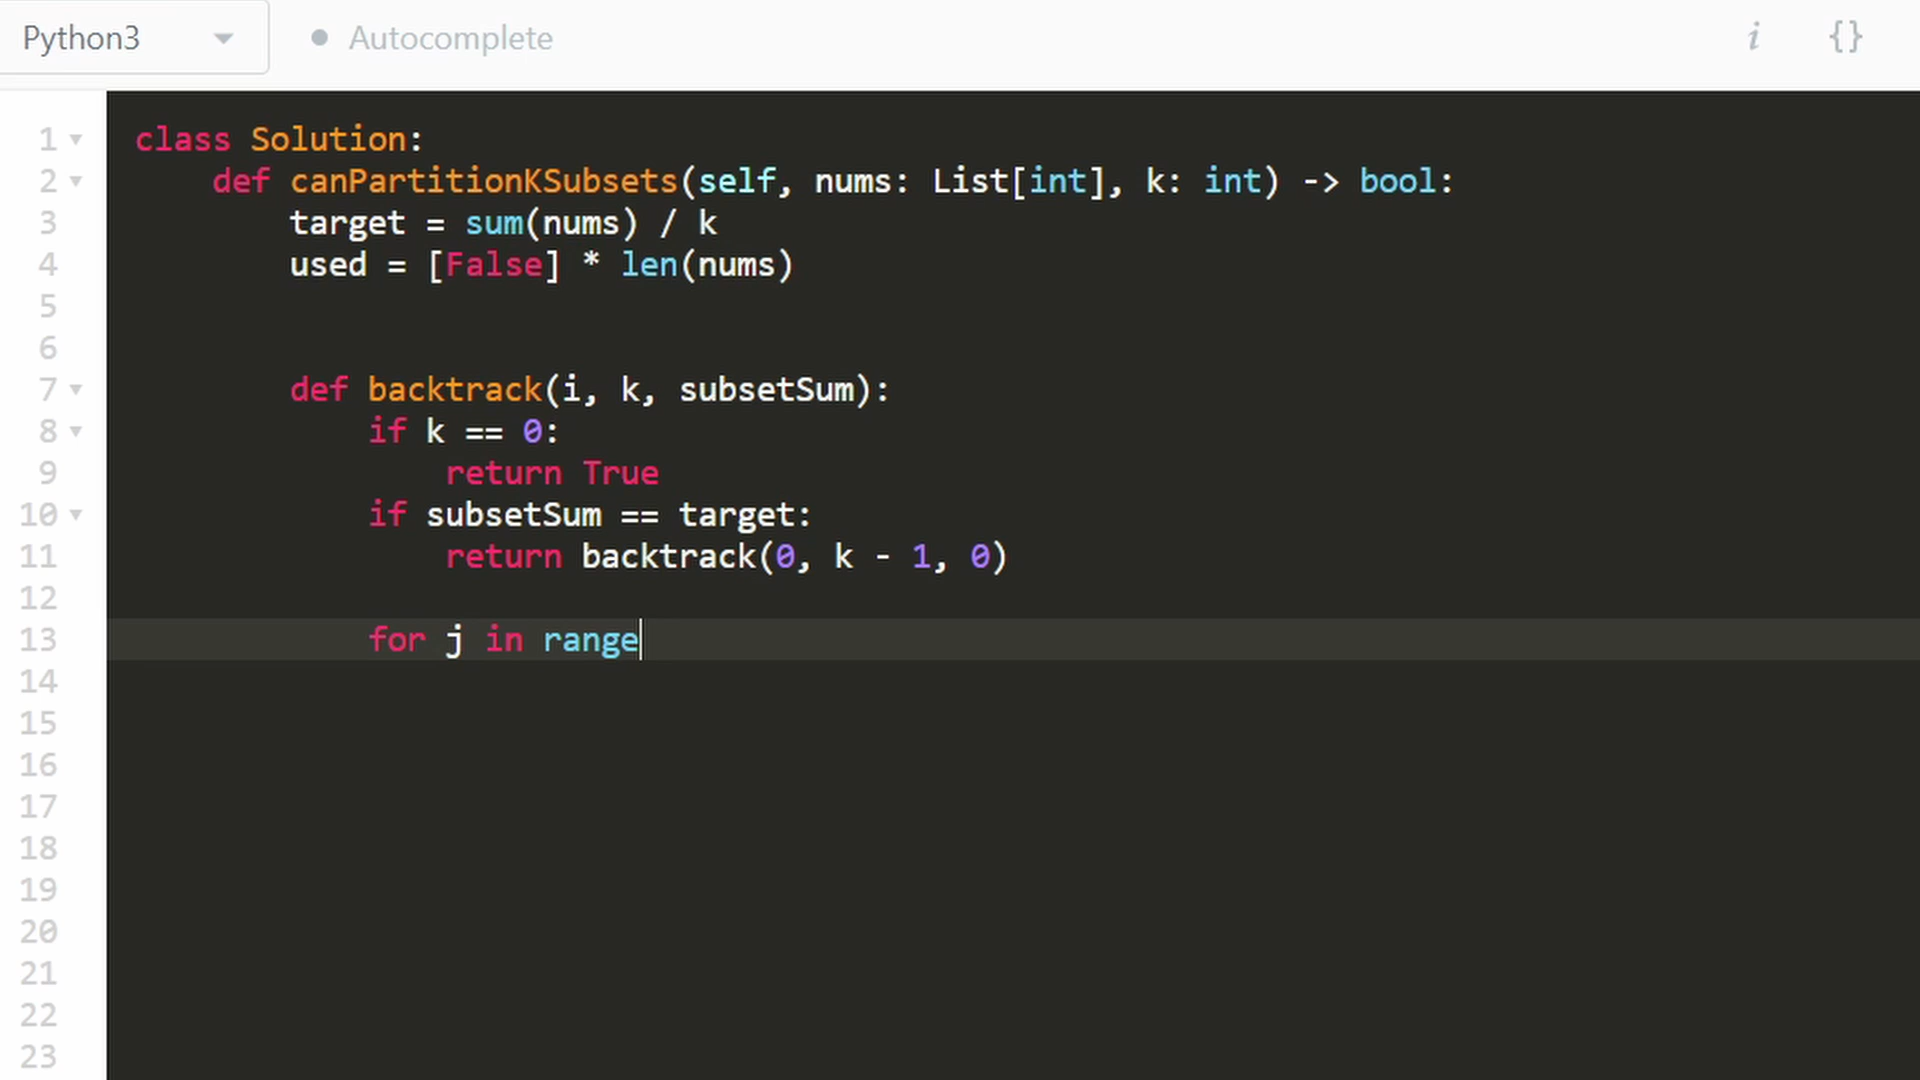 Python3
Autocomplete
i
{}
1 class Solution:
2 def canPartitionKSubsets(self, nums: List[int], k: int) -> bool:
3 target = sum(nums) / k
4 used = [False] * len(nums)
5
6
7 def backtrack(i, k, subsetSum):
8 if k == 0:
9 return True
10 if subsetSum == target:
11 return backtrack(0, k - 1, 0)
12
13 for j in range
14
15
16
17
18
19
20
21
22
23